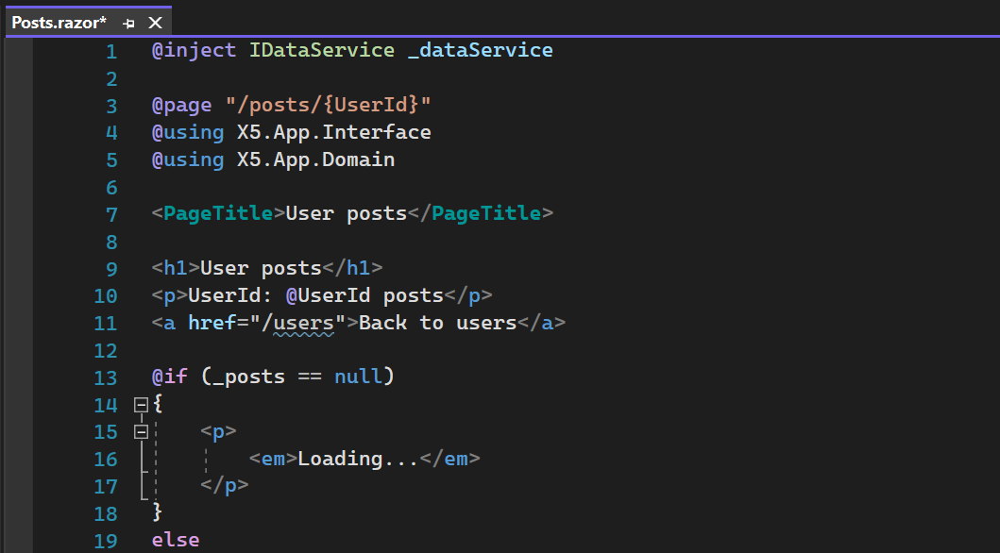 Posts.razor*
1 @inject IDataService _dataService
2
3 @page "/posts/{UserId}"
4 @using X5.App.Interface
5 @using X5.App.Domain
6
7 <PageTitle>User posts</PageTitle>
8
9 <h1>User posts</h1>
10 <p>UserId: @UserId posts</p>
11 <a href="/users">Back to users</a>
12
13 @if (_posts == null)
14 {
15     <p>
16         <em>Loading...</em>
17     </p>
18 }
19 else